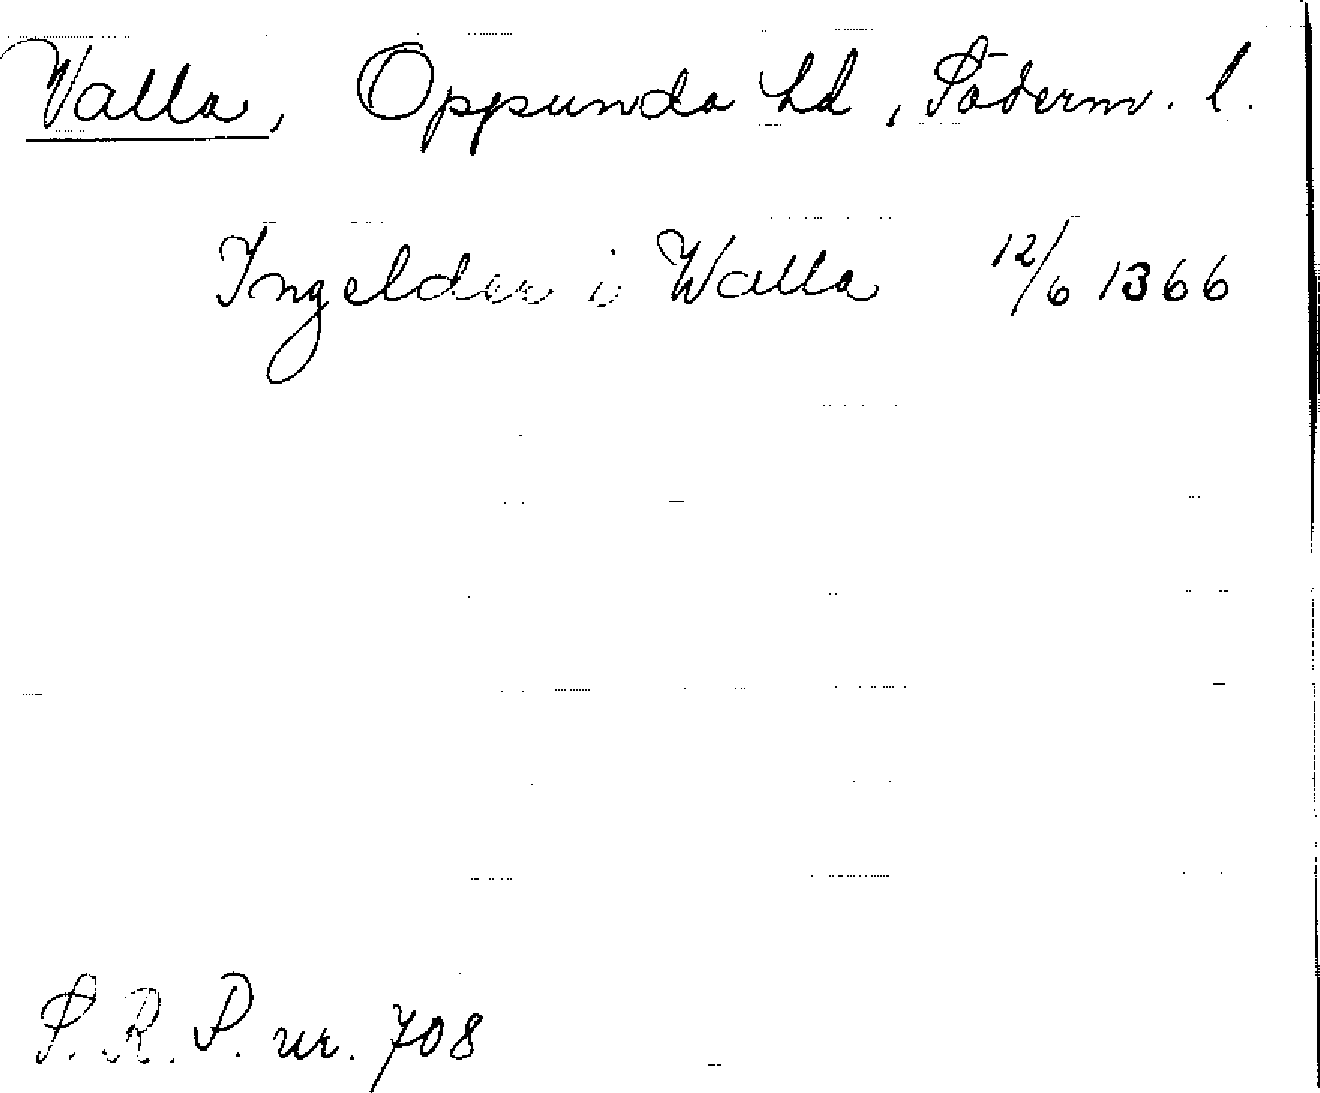 Valla, Oppunda hd, Söderm. l.
Ingelder i Walla 12/6 1366
S. R. P. nr. 708